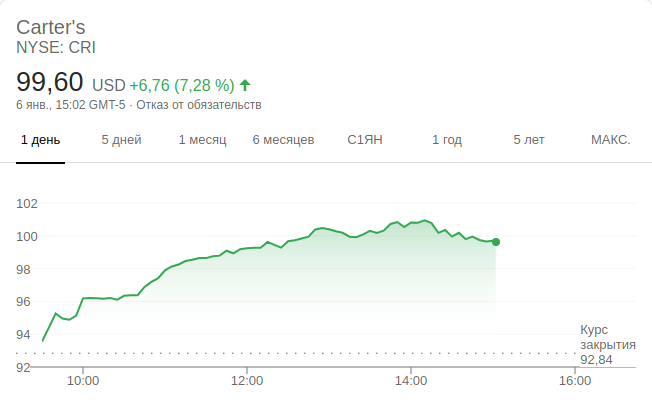 Carter's
NYSE: CRI
99,60 USD +6,76 (7,28 %)
6 янв., 15:02 GMT-5 · Отказ от обязательств
1 день 5 дней 1 месяц 6 месяцев С1ЯН 1 год 5 лет МАКС.
102
100
98
96
94
92
Курс
закрытия
92,84
10:00 12:00 14:00 16:00